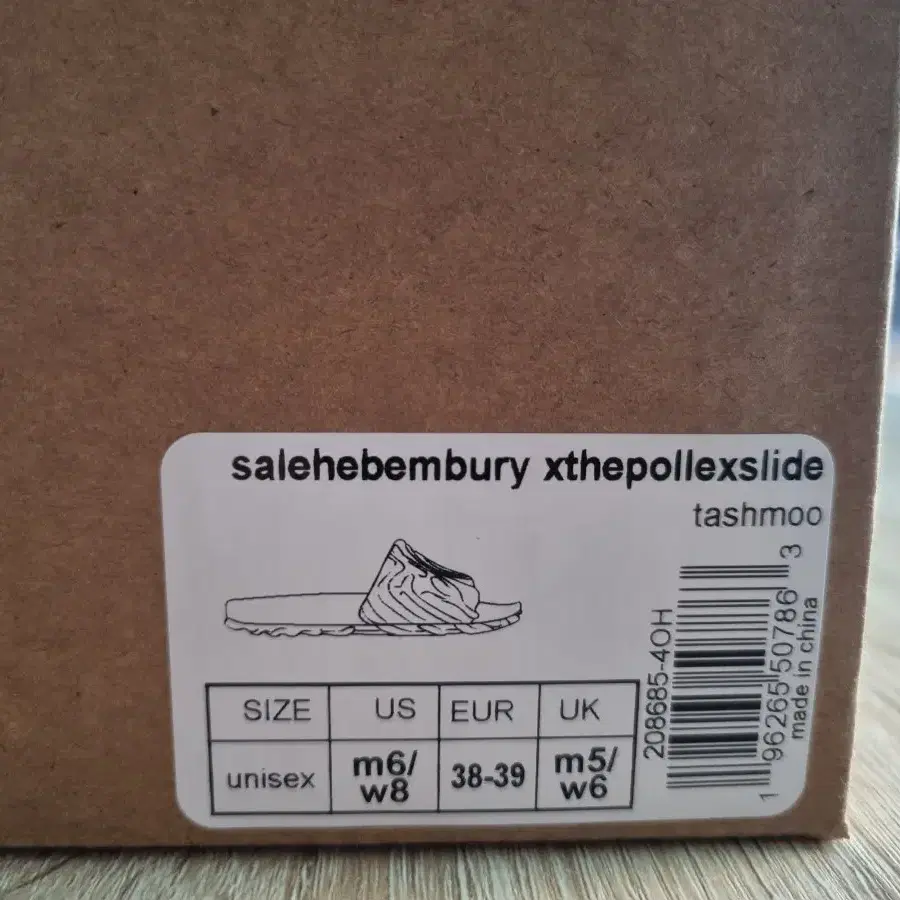 salehebembury xthepollexslide
tashmoo
SIZE US EUR UK
unisex m6/w8 38-39 m5/w6
208685-4OH
1 96265 50786 3
made in china